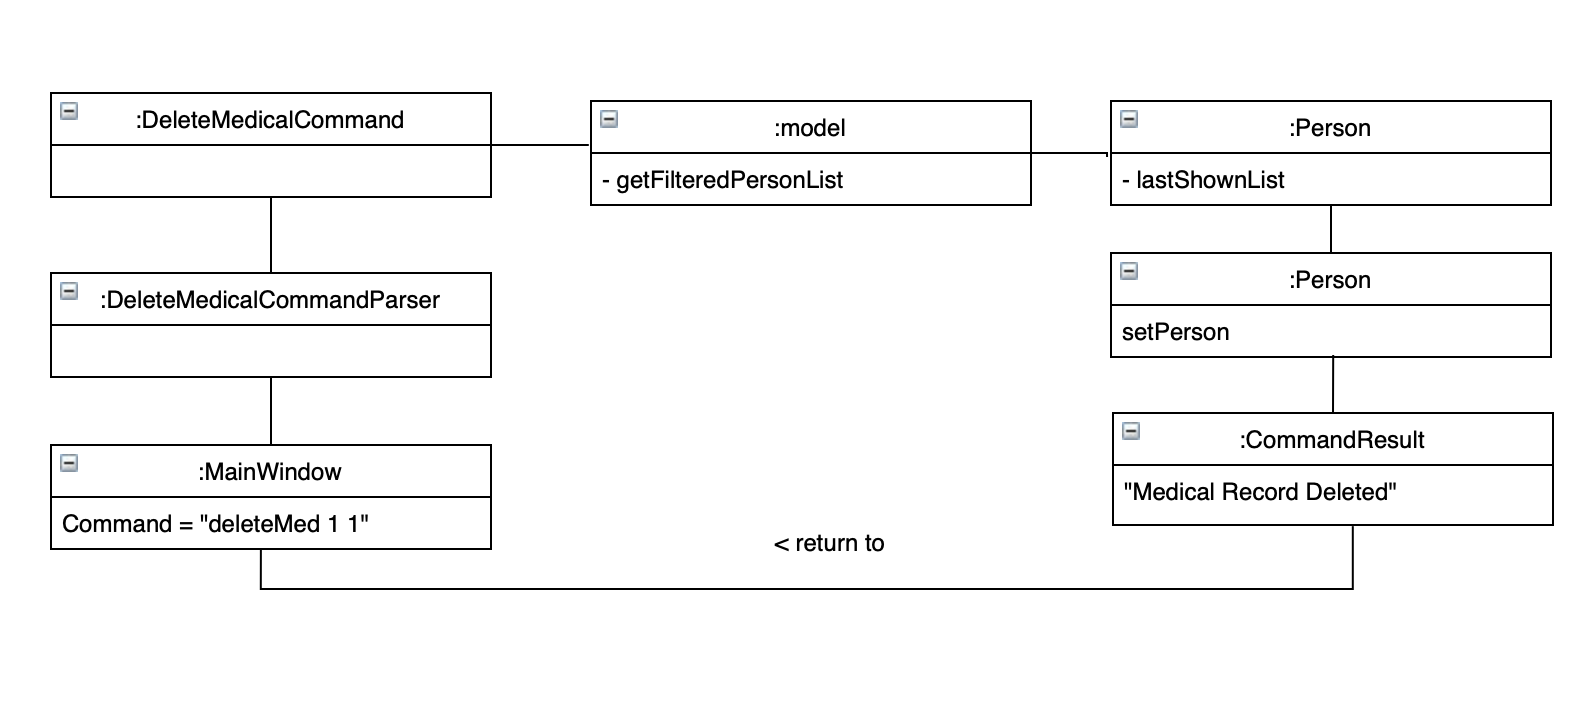 :DeleteMedicalCommand
:model
- getFilteredPersonList
:Person
- lastShownList
:Person
setPerson
:DeleteMedicalCommandParser
:MainWindow
Command = "deleteMed 1 1"
:CommandResult
"Medical Record Deleted"
< return to